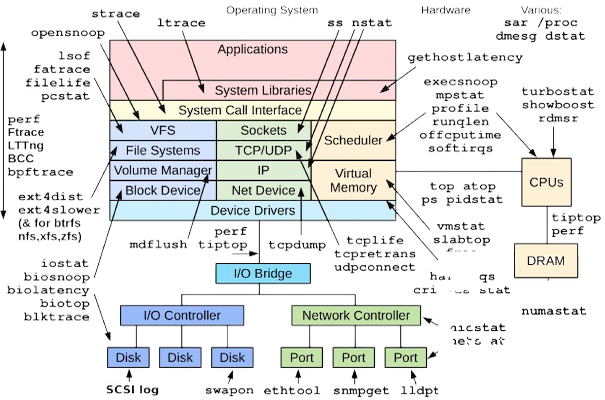 Operating System
Hardware
Various:
sar /proc
dmesg dstat
strace
ltrace
ss nstat
opensnoop
Applications
gethostlatency
lsof
fatrace
filelife
pcstat
System Libraries
System Call Interface
execsnoop
mpstat
profile
runqlen
offcputime
softirqs
turbostat
showboost
rdmsr
perf
Ftrace
LTTng
BCC
bpftrace
VFS
Sockets
Scheduler
File Systems
TCP/UDP
Volume Manager
IP
Virtual
Memory
Block Device
Net Device
Device Drivers
CPUs
top atop
ps pidstat
ext4dist
ext4slower
(& for btrfs
nfs,xfs,zfs)
mdflush
perf
tiptop
tcpdump
tcplife
tcpretrans
udpconnect
vmstat
slabtop
tiptop
perf
DRAM
iostat
biosnoop
biolatency
biotop
blktrace
I/O Bridge
numastat
I/O Controller
Network Controller
Disk
Disk
Disk
Port
Port
Port
SCSI log
swapon
ethtool
snmpget
lldpt